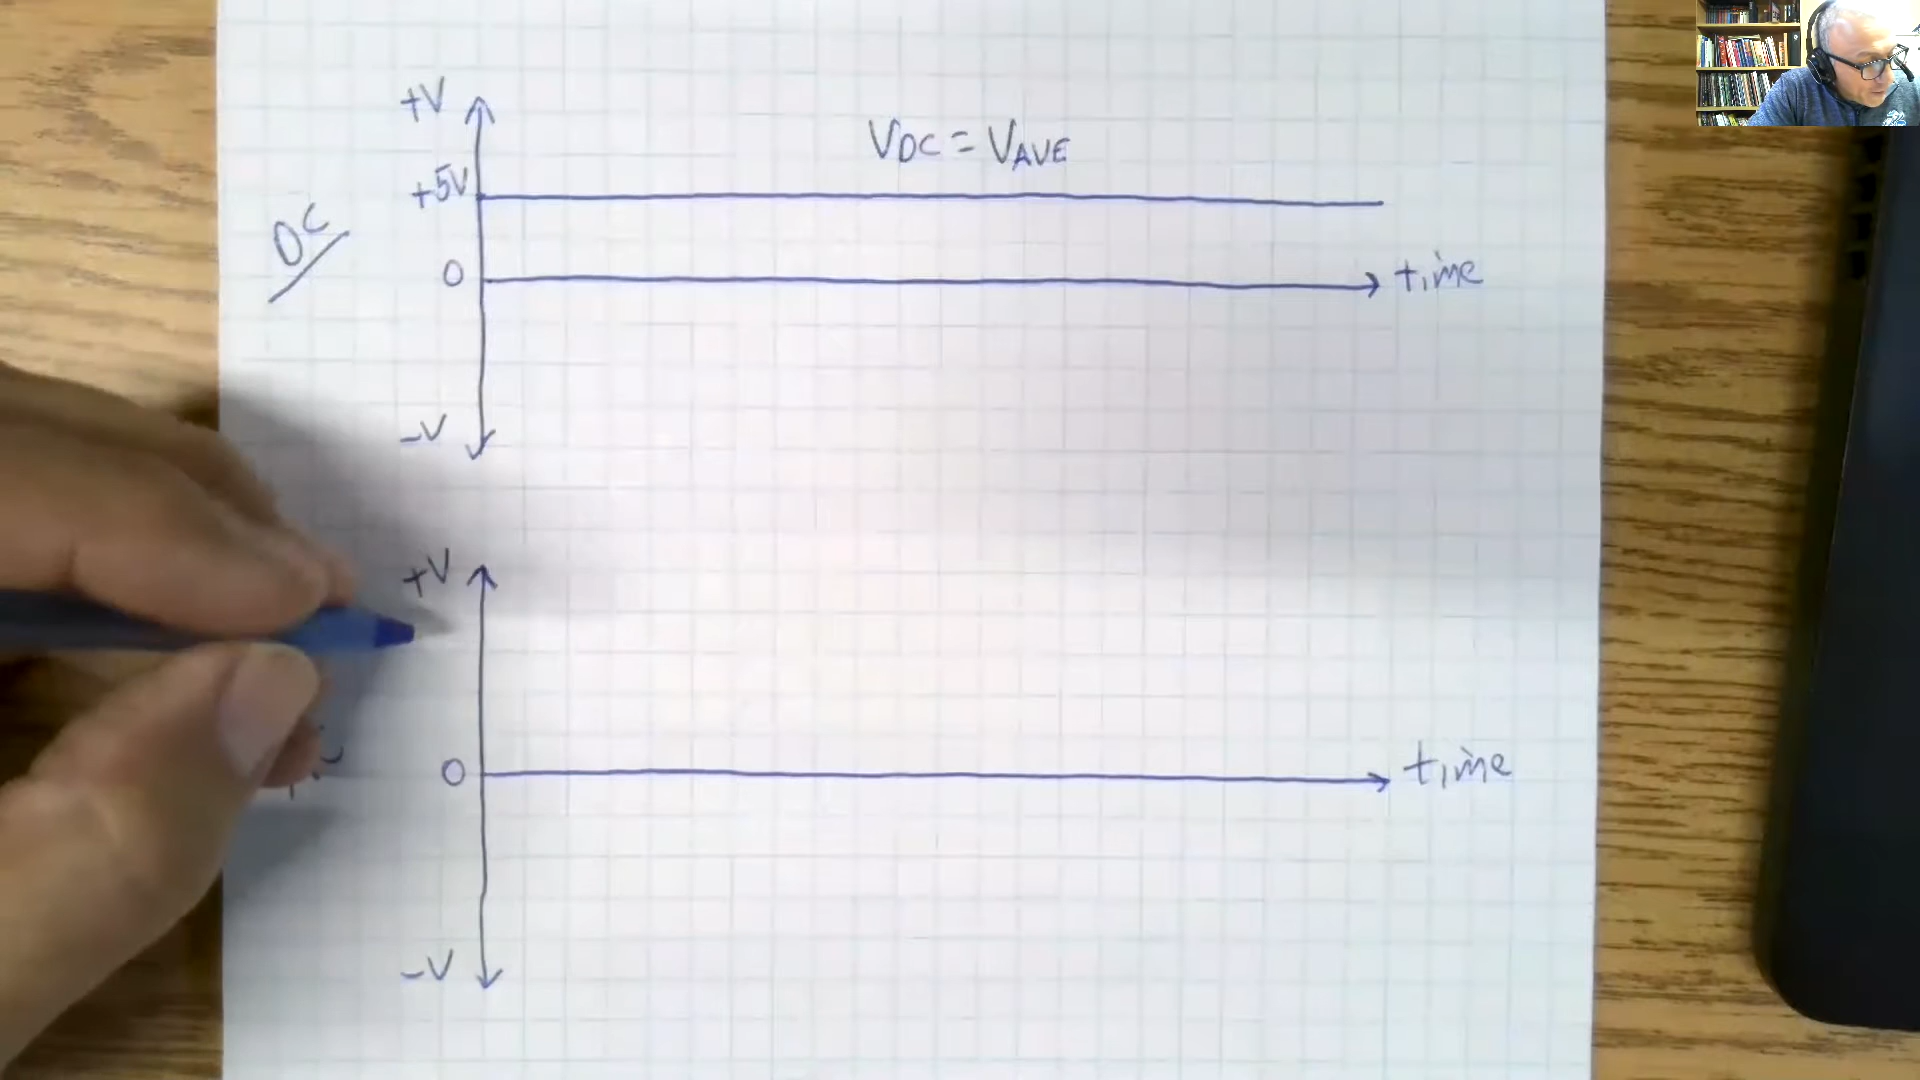 +V
VDC = VAVE
+5V
DC
0
time
-V
+V
0
time
-V